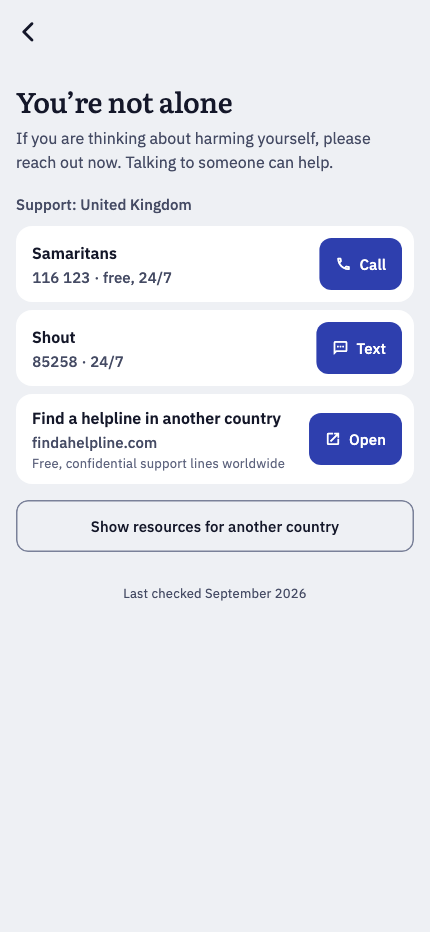 You’re not alone
If you are thinking about harming yourself, please
reach out now. Talking to someone can help.
Support: United Kingdom
Samaritans
116 123 · free, 24/7
Call
Shout
85258 · 24/7
Text
Find a helpline in another country
findahelpline.com
Free, confidential support lines worldwide
Open
Show resources for another country
Last checked September 2026